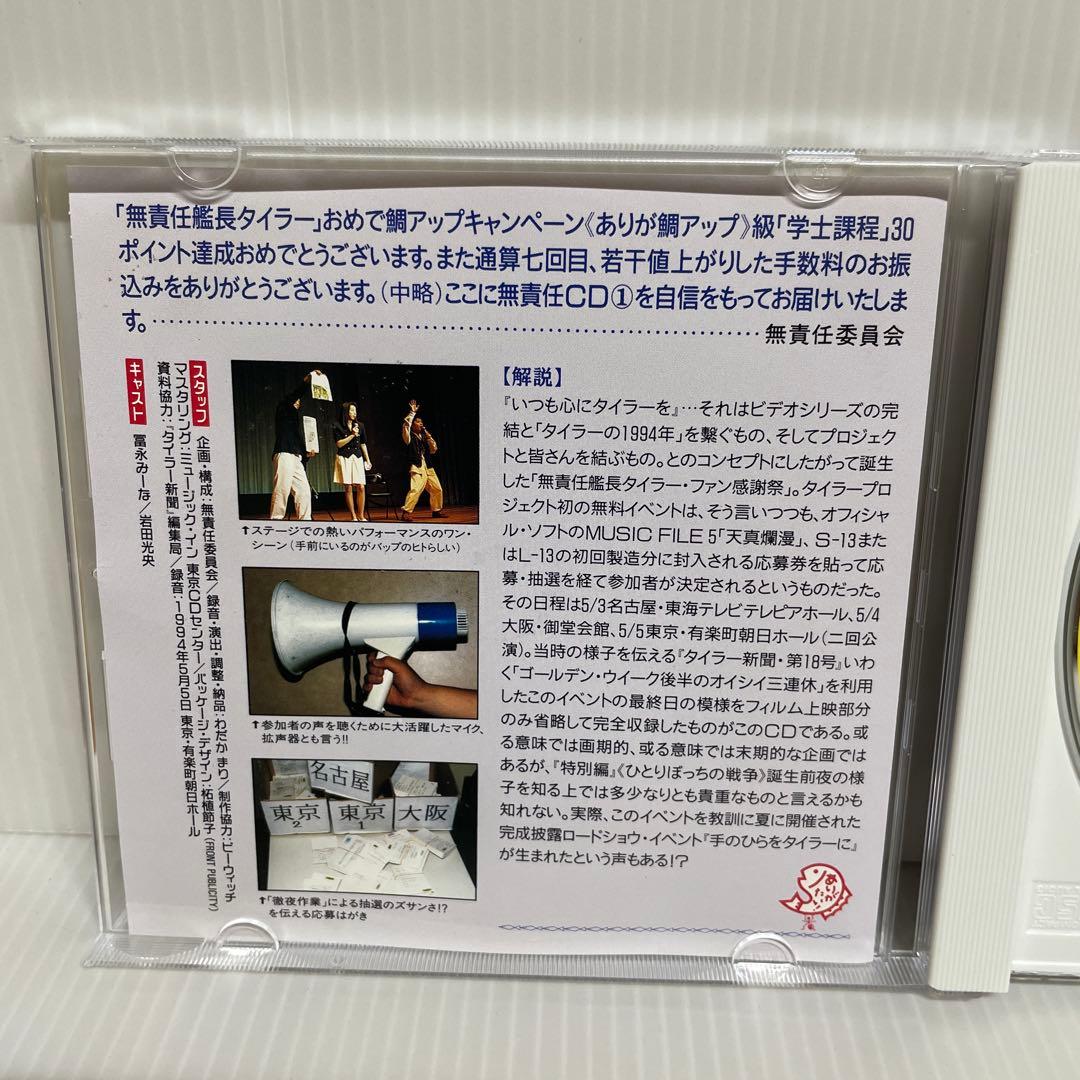 「無責任艦長タイラー」おめで鯛アップキャンペーン《ありが鯛アップ》級「学士課程」30
ポイント達成おめでとうございます。また通算七回目、若干値上がりした手数料のお振
込みをありがとうございます。(中略)ここに無責任CD①を自信をもってお届けいたしま
す。……………………………………………………無責任委員会
スタッフ 企画・構成:無責任委員会/録音・演出・調整・納品:わだかまり/制作協力:ビーウィッチ
マスタリング:ミュージック・イン 東京CDセンター/パッケージ・デザイン:柘植節子(FRONT PUBLICITY)
資料協力:『タイラー新聞』編集局/録音:1994年5月5日 東京・有楽町朝日ホール
キャスト 冨永みーな/岩田光央
↑ステージでの熱いパフォーマンスのワン・
シーン(手前にいるのがバップのヒトらしい)
↑参加者の声を聴くために大活躍したマイク、
拡声器とも言う!!
名古屋
東京2
東京1
大阪
↑「徹夜作業」による抽選のズサンさ!?
を伝える応募はがき
【解説】
『いつも心にタイラーを』…それはビデオシリーズの完
結と「タイラーの1994年」を繋ぐもの、そしてプロジェク
トと皆さんを結ぶもの。とのコンセプトにしたがって誕生
した「無責任艦長タイラー・ファン感謝祭」。タイラープロ
ジェクト初の無料イベントは、そう言いつつも、オフィシャ
ル・ソフトのMUSIC FILE 5「天真爛漫」、S-13また
はL-13の初回製造分に封入される応募券を貼って応
募・抽選を経て参加者が決定されるというものだった。
その日程は5/3名古屋・東海テレビテレピアホール、5/4
大阪・御堂会館、5/5東京・有楽町朝日ホール(二回公
演)。当時の様子を伝える『タイラー新聞・第18号』いわ
く「ゴールデン・ウイーク後半のオイシイ三連休」を利用
したこのイベントの最終日の模様をフィルム上映部分
のみ省略して完全収録したものがこのCDである。或
る意味では画期的、或る意味では末期的な企画では
あるが、『特別編』《ひとりぼっちの戦争》誕生前夜の様
子を知る上では多少なりとも貴重なものと言えるかも
知れない。実際、このイベントを教訓に夏に開催された
完成披露ロードショウ・イベント『手のひらをタイラーに』
が生まれたという声もある!?
ありがたい!